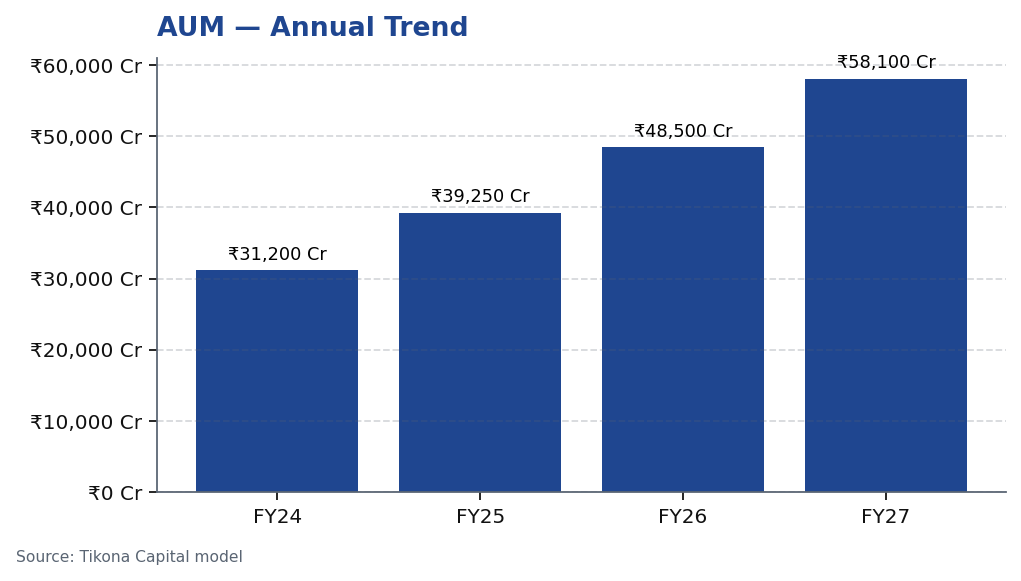 AUM — Annual Trend
₹60,000 Cr
₹50,000 Cr
₹40,000 Cr
₹30,000 Cr
₹20,000 Cr
₹10,000 Cr
₹0 Cr
₹31,200 Cr
₹39,250 Cr
₹48,500 Cr
₹58,100 Cr
FY24
FY25
FY26
FY27
Source: Tikona Capital model